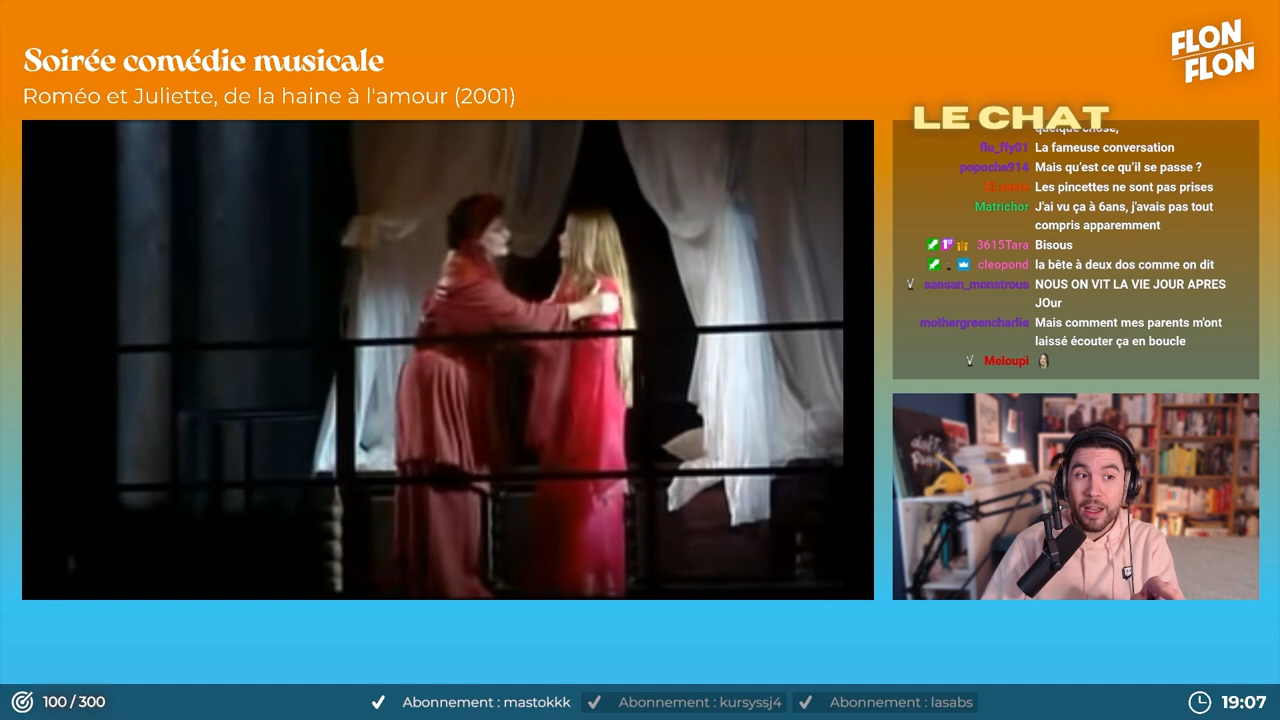 Soirée comédie musicale
Roméo et Juliette, de la haine à l'amour (2001)
FLON
FLON
LE CHAT
quelque chose,
flu_ffy01 La fameuse conversation
popocha914 Mais qu'est ce qu'il se passe ?
Les pincettes ne sont pas prises
Matrichor J'ai vu ça à 6ans, j'avais pas tout
compris apparemment
3615Tara Bisous
cleopond la bête à deux dos comme on dit
sansan_monstrous NOUS ON VIT LA VIE JOUR APRES
JOur
mothergreencharlie Mais comment mes parents m'ont
laissé écouter ça en boucle
Meloupi
100 / 300
Abonnement : mastokkk
Abonnement : kursyssj4
Abonnement : lasabs
19:07